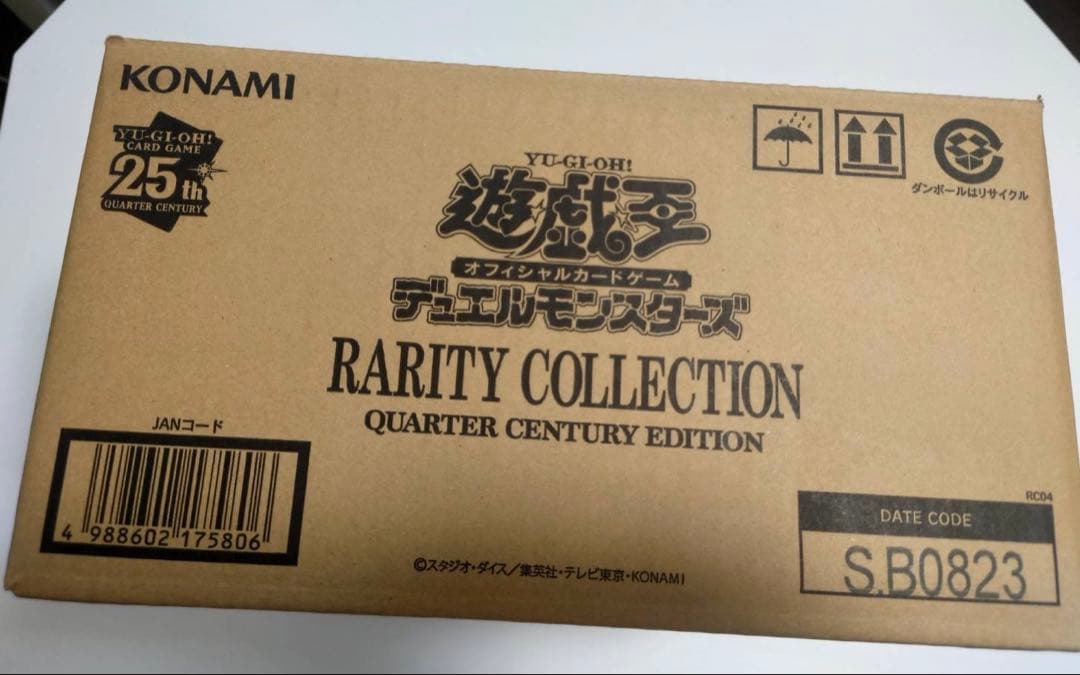 KONAMI
YU-GI-OH!
CARD GAME
25th
QUARTER CENTURY
YU-GI-OH!
遊戯王
オフィシャルカードゲーム
デュエルモンスターズ
RARITY COLLECTION
QUARTER CENTURY EDITION
ダンボールはリサイクル
JANコード
4 988602 175806
©スタジオ・ダイス/集英社・テレビ東京・KONAMI
RC04
DATE CODE
S.B0823